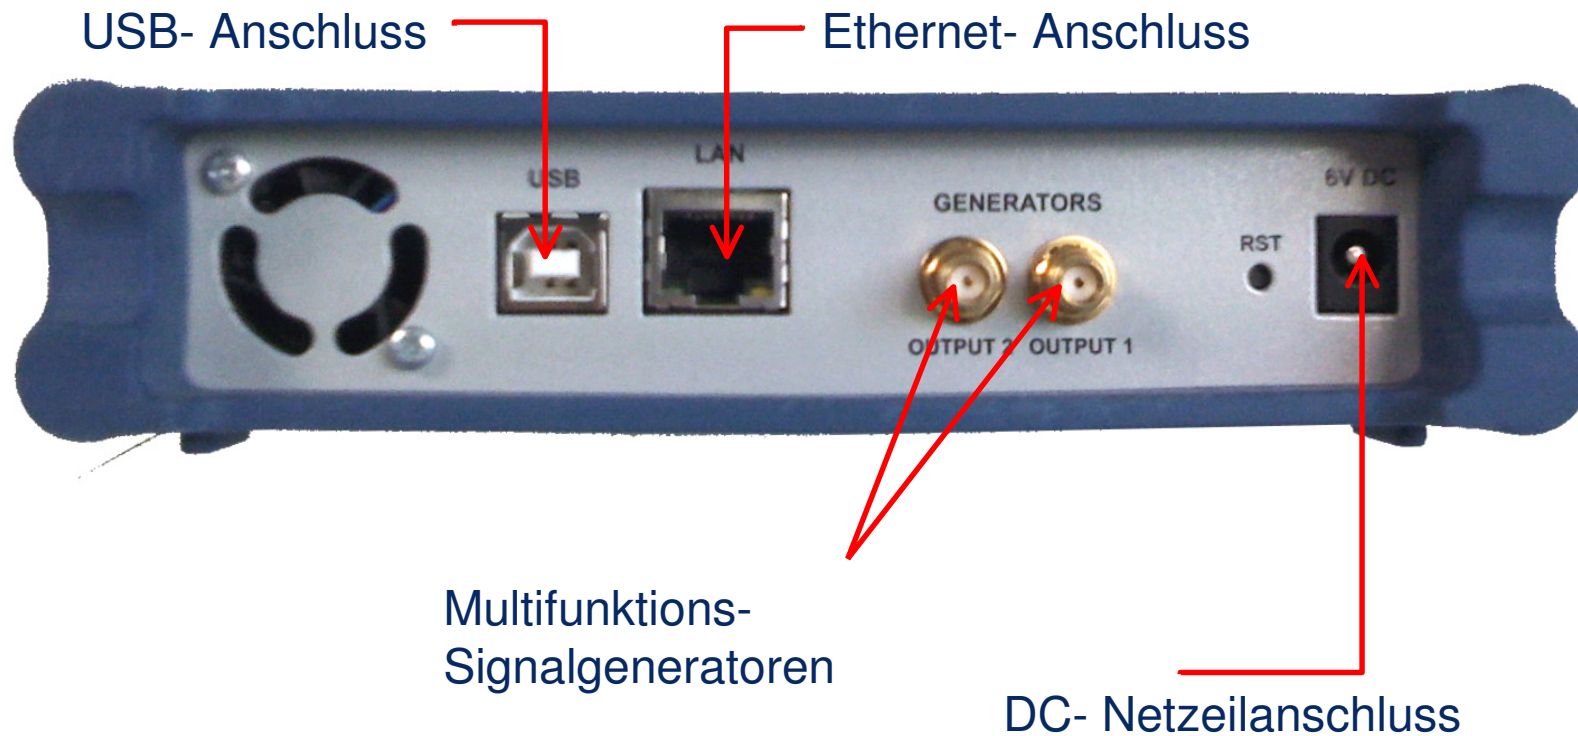 USB- Anschluss
Ethernet- Anschluss
LAN
USB
6V DC
GENERATORS
RST
OUTPUT 2
OUTPUT 1
Multifunktions-
Signalgeneratoren
DC- Netzeilanschluss